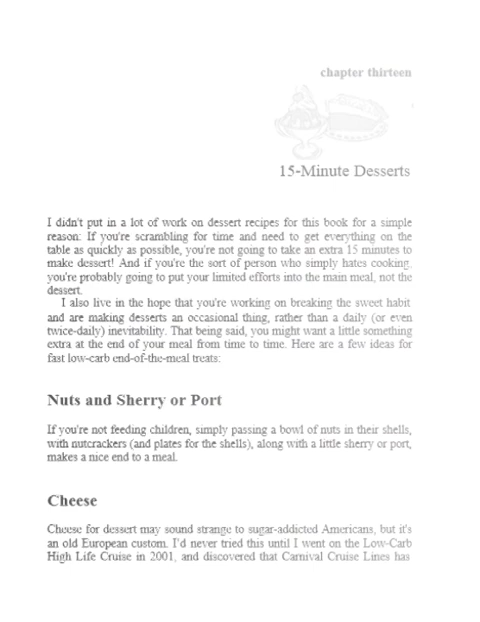 chapter thirteen
15-Minute Desserts
I didn't put in a lot of work on dessert recipes for this book for a simple
reason: If you're scrambling for time and need to get everything on the
table as quickly as possible, you're not going to take an extra 15 minutes to
make dessert! And if you're the sort of person who simply hates cooking,
you're probably going to put your limited efforts into the main meal, not the
dessert.
I also live in the hope that you're working on breaking the sweet habit
and are making desserts an occasional thing, rather than a daily (or even
twice-daily) inevitability. That being said, you might want a little something
extra at the end of your meal from time to time. Here are a few ideas for
fast low-carb end-of-the-meal treats:
Nuts and Sherry or Port
If you're not feeding children, simply passing a bowl of nuts in their shells,
with nutcrackers (and plates for the shells), along with a little sherry or port,
makes a nice end to a meal.
Cheese
Cheese for dessert may sound strange to sugar-addicted Americans, but it's
an old European custom. I'd never tried this until I went on the Low-Carb
High Life Cruise in 2001, and discovered that Carnival Cruise Lines has